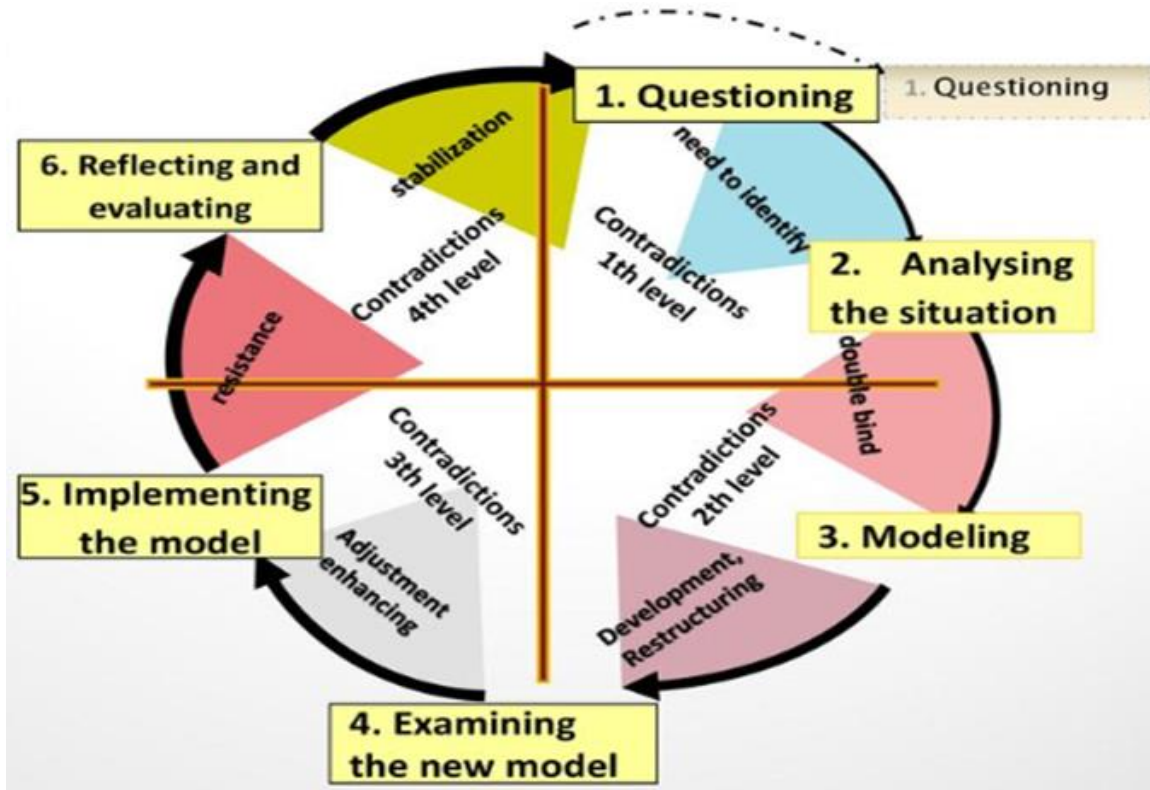 1. Questioning
1. Questioning
need to identify
Contradictions
1th level
2. Analysing
the situation
double bind
Contradictions
2th level
3. Modeling
Development,
Restructuring
4. Examining
the new model
Adjustment
enhancing
Contradictions
3th level
5. Implementing
the model
resistance
6. Reflecting and
evaluating
Contradictions
4th level
stabilization